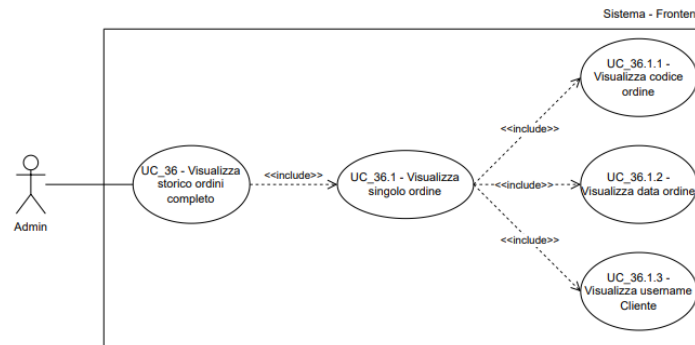 Sistema - Fronten
UC_36.1.1 -
Visualizza codice
ordine
<<include>>
UC_36 - Visualizza
storico ordini
completo
<<include>>
UC_36.1 - Visualizza
singolo ordine
<<include>>
UC_36.1.2 -
Visualizza data ordine
Admin
<<include>>
UC_36.1.3 -
Visualizza username
Cliente